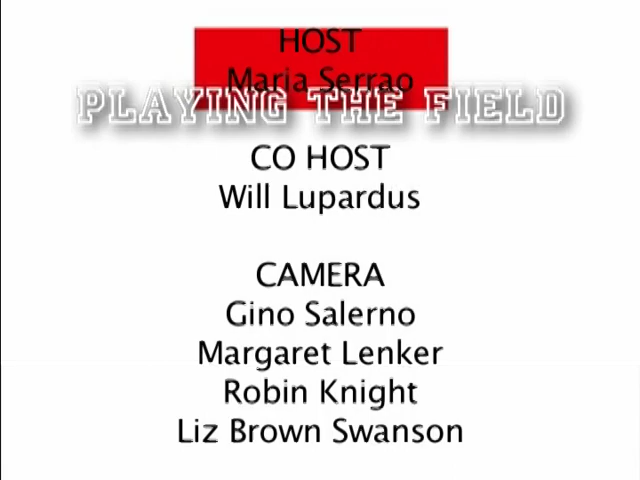 HOST
Maria Serrao
PLAYING THE FIELD
CO HOST
Will Lupardus
CAMERA
Gino Salerno
Margaret Lenker
Robin Knight
Liz Brown Swanson